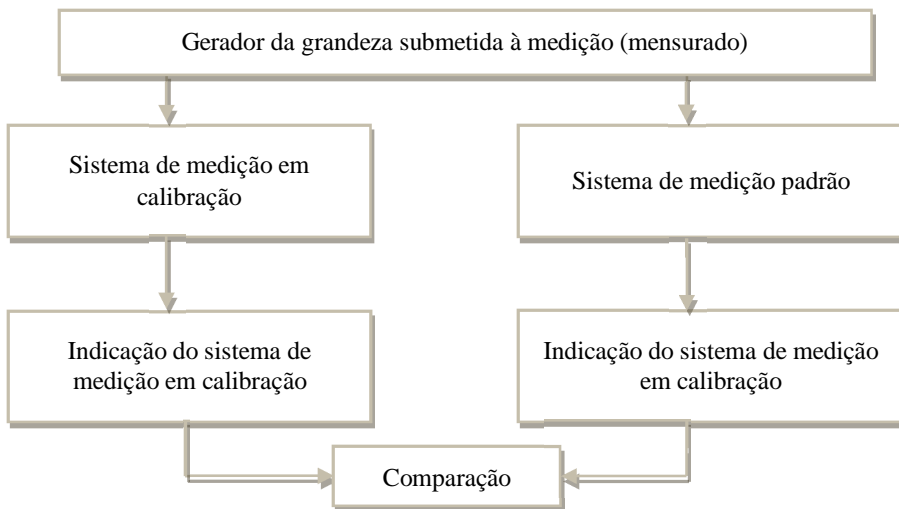 Gerador da grandeza submetida à medição (mensurado)
Sistema de medição em
calibração
Sistema de medição padrão
Indicação do sistema de
medição em calibração
Indicação do sistema de medição
em calibração
Comparação